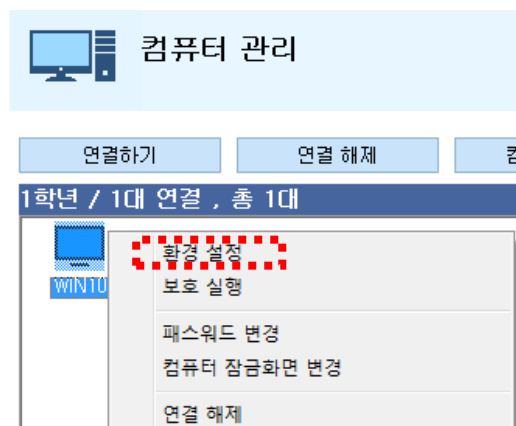 컴퓨터 관리
연결하기 연결 해제
1학년 / 1대 연결 , 총 1대
WIN10
환경 설정
보호 실행
패스워드 변경
컴퓨터 잠금화면 변경
연결 해제